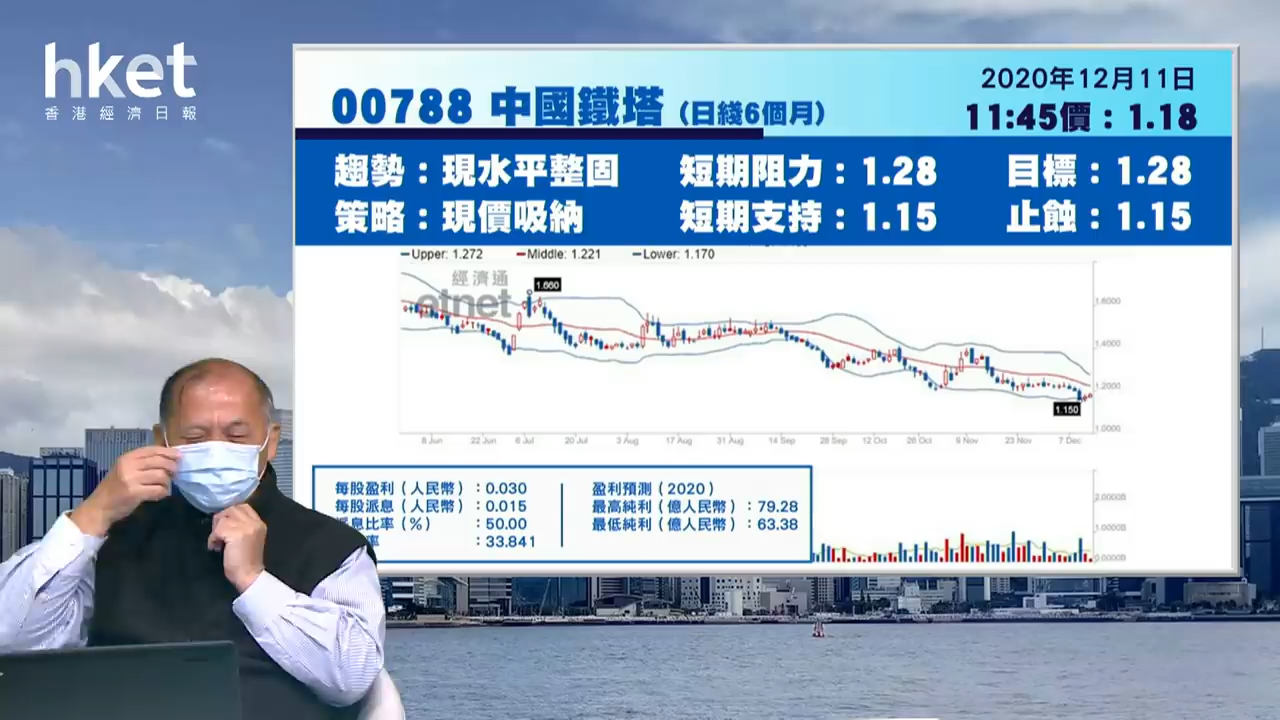 hket
香港經濟日報
00788 中國鐵塔 (日綫6個月)
2020年12月11日
11:45價：1.18
趨勢：現水平整固 短期阻力：1.28 目標：1.28
策略：現價吸納 短期支持：1.15 止蝕：1.15
Upper: 1.272 Middle: 1.221 Lower: 1.170
經濟通
etnet
1.660
1.6000
1.4000
1.2000
1.150
1.0000
8 Jun 22 Jun 6 Jul 20 Jul 3 Aug 17 Aug 31 Aug 14 Sep 28 Sep 12 Oct 26 Oct 9 Nov 23 Nov 7 Dec
每股盈利（人民幣）：0.030
每股派息（人民幣）：0.015
派息比率（%）：50.00
率：33.841
盈利預測（2020）
最高純利（億人民幣）：79.28
最低純利（億人民幣）：63.38
2.0000B
1.0000B
0.0000B